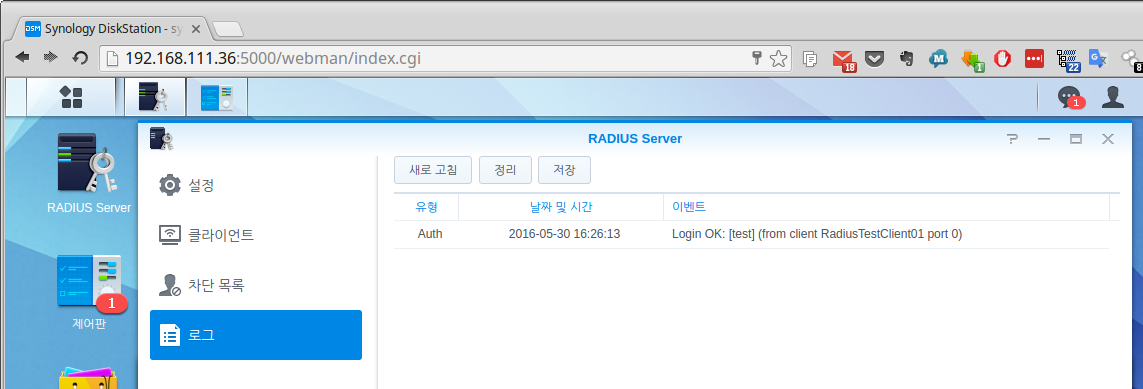 Synology DiskStation - sy
192.168.111.36:5000/webman/index.cgi
18
1
22
8
1
RADIUS Server
RADIUS Server
새로 고침 정리 저장
설정
유형 날짜 및 시간 이벤트
Auth 2016-05-30 16:26:13 Login OK: [test] (from client RadiusTestClient01 port 0)
클라이언트
차단 목록
1
제어판
로그